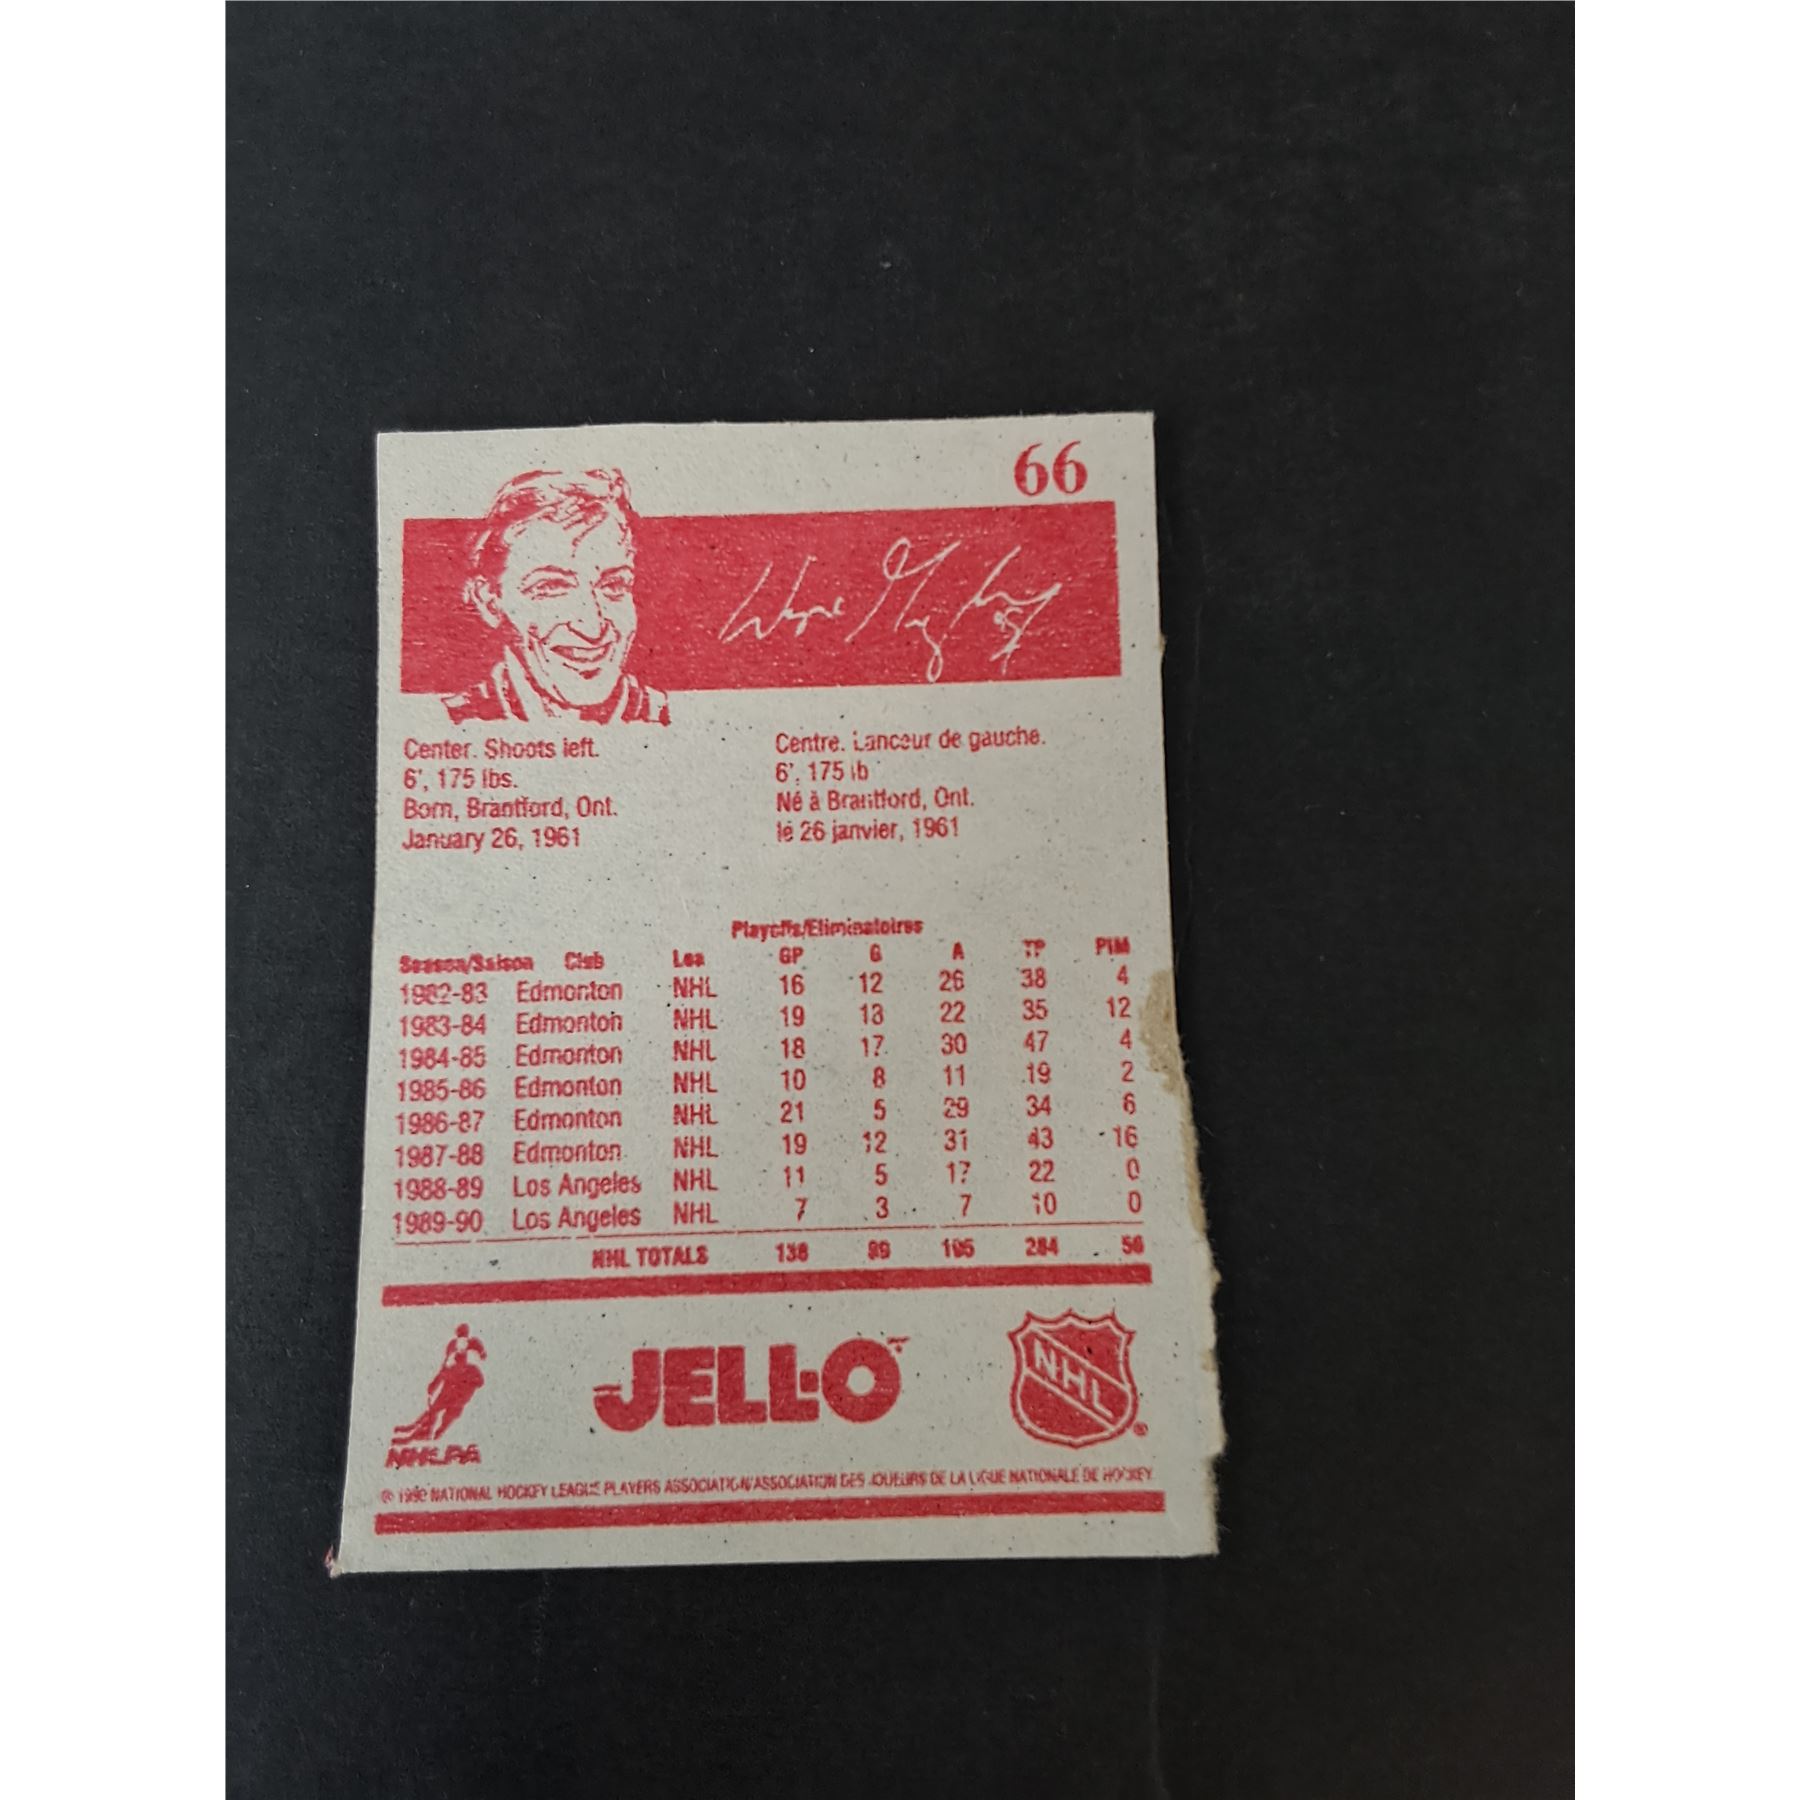 66
Wayne Gretzky 99
Center. Shoots left.
6', 175 lbs.
Born, Brantford, Ont.
January 26, 1961
Centre. Lanceur de gauche.
6', 175 lb
Né à Brantford, Ont.
le 26 janvier, 1961
Playoffs/Eliminatoires
Season/Saison Club Lea GP G A TP PIM
1982-83 Edmonton NHL 16 12 26 38 4
1983-84 Edmonton NHL 19 13 22 35 12
1984-85 Edmonton NHL 18 17 30 47 4
1985-86 Edmonton NHL 10 8 11 19 2
1986-87 Edmonton NHL 21 5 29 34 6
1987-88 Edmonton NHL 19 12 31 43 16
1988-89 Los Angeles NHL 11 5 17 22 0
1989-90 Los Angeles NHL 7 3 7 10 0
NHL TOTALS 138 89 195 284 56
NHLPA
JELL-O
NHL
© 1990 NATIONAL HOCKEY LEAGUE PLAYERS ASSOCIATION/ASSOCIATION DES JOUEURS DE LA LIGUE NATIONALE DE HOCKEY